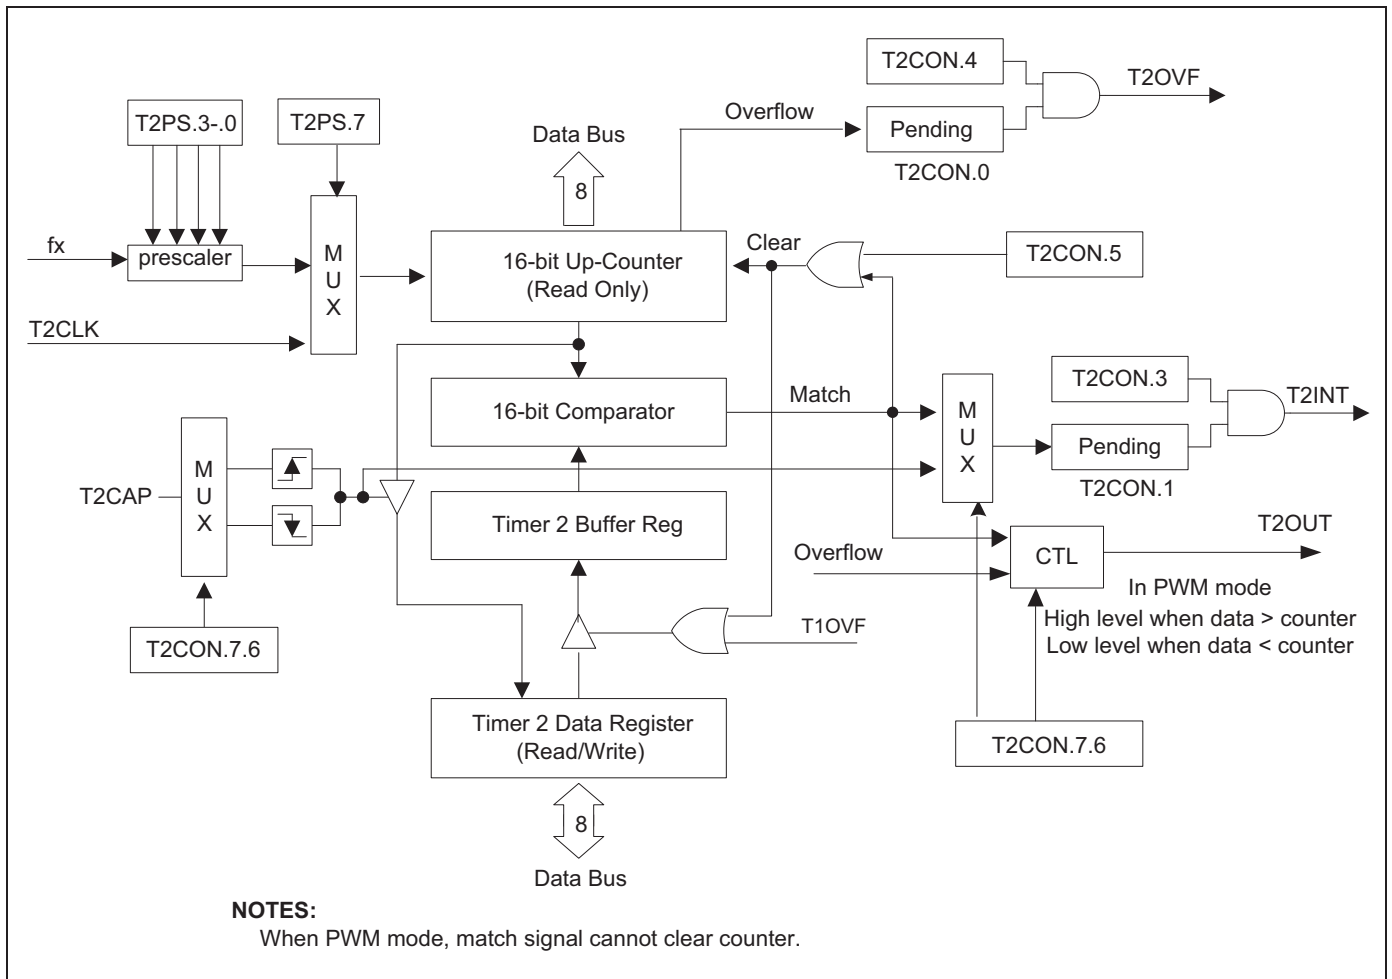 T2CON.4
T2OVF
Overflow
Pending
T2CON.0
T2PS.3-.0
T2PS.7
Data Bus
8
fx
prescaler
M
U
X
T2CLK
16-bit Up-Counter
(Read Only)
Clear
T2CON.5
16-bit Comparator
Match
M
U
X
T2CON.3
T2INT
Pending
T2CON.1
T2CAP
M
U
X
Timer 2 Buffer Reg
Overflow
CTL
T2OUT
In PWM mode
High level when data > counter
Low level when data < counter
T2CON.7.6
T1OVF
Timer 2 Data Register
(Read/Write)
T2CON.7.6
8
Data Bus
NOTES:
When PWM mode, match signal cannot clear counter.